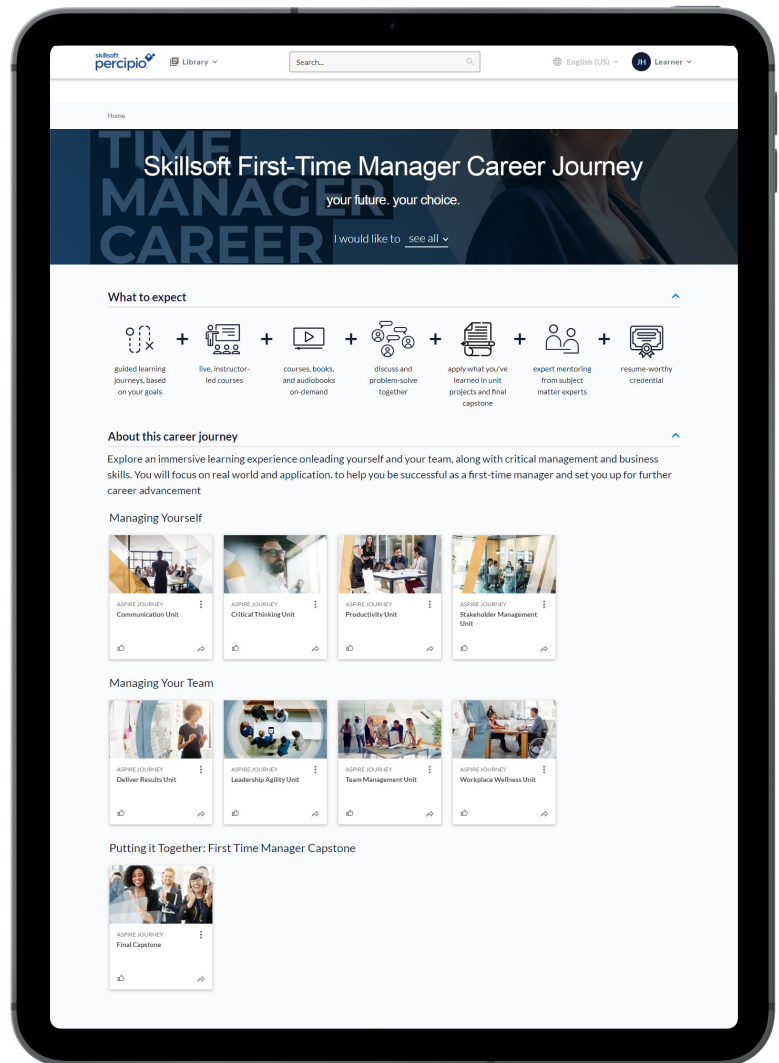 skillsoft
percipio
Library
Search...
English (US)
JH
Learner
Home
TIME
MANAGER
CAREER
Skillsoft First-Time Manager Career Journey
your future. your choice.
I would like to see all
What to expect
guided learning
journeys, based
on your goals
+
live, instructor-
led courses
+
courses, books,
and audiobooks
on-demand
+
discuss and
problem-solve
together
+
apply what you've
learned in unit
projects and final
capstone
+
expert mentoring
from subject
matter experts
+
resume-worthy
credential
About this career journey
Explore an immersive learning experience onleading yourself and your team, along with critical management and business
skills. You will focus on real world and application. to help you be successful as a first-time manager and set you up for further
career advancement
Managing Yourself
ASPIRE JOURNEY
Communication Unit
ASPIRE JOURNEY
Critical Thinking Unit
ASPIRE JOURNEY
Productivity Unit
ASPIRE JOURNEY
Stakeholder Management
Unit
Managing Your Team
ASPIRE JOURNEY
Deliver Results Unit
ASPIRE JOURNEY
Leadership Agility Unit
ASPIRE JOURNEY
Team Management Unit
ASPIRE JOURNEY
Workplace Wellness Unit
Putting it Together: First Time Manager Capstone
ASPIRE JOURNEY
Final Capstone